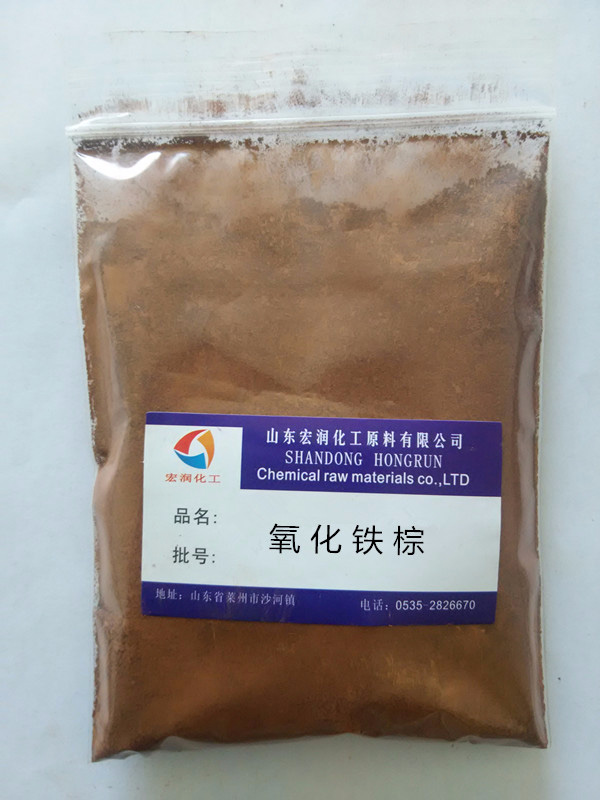 山东宏润化工原料有限公司
SHANDONG HONGRUN
Chemical raw materials co.,LTD
宏润化工
品名:
氧化铁棕
批号:
地址：山东省莱州市沙河镇
电话：0535-2826670